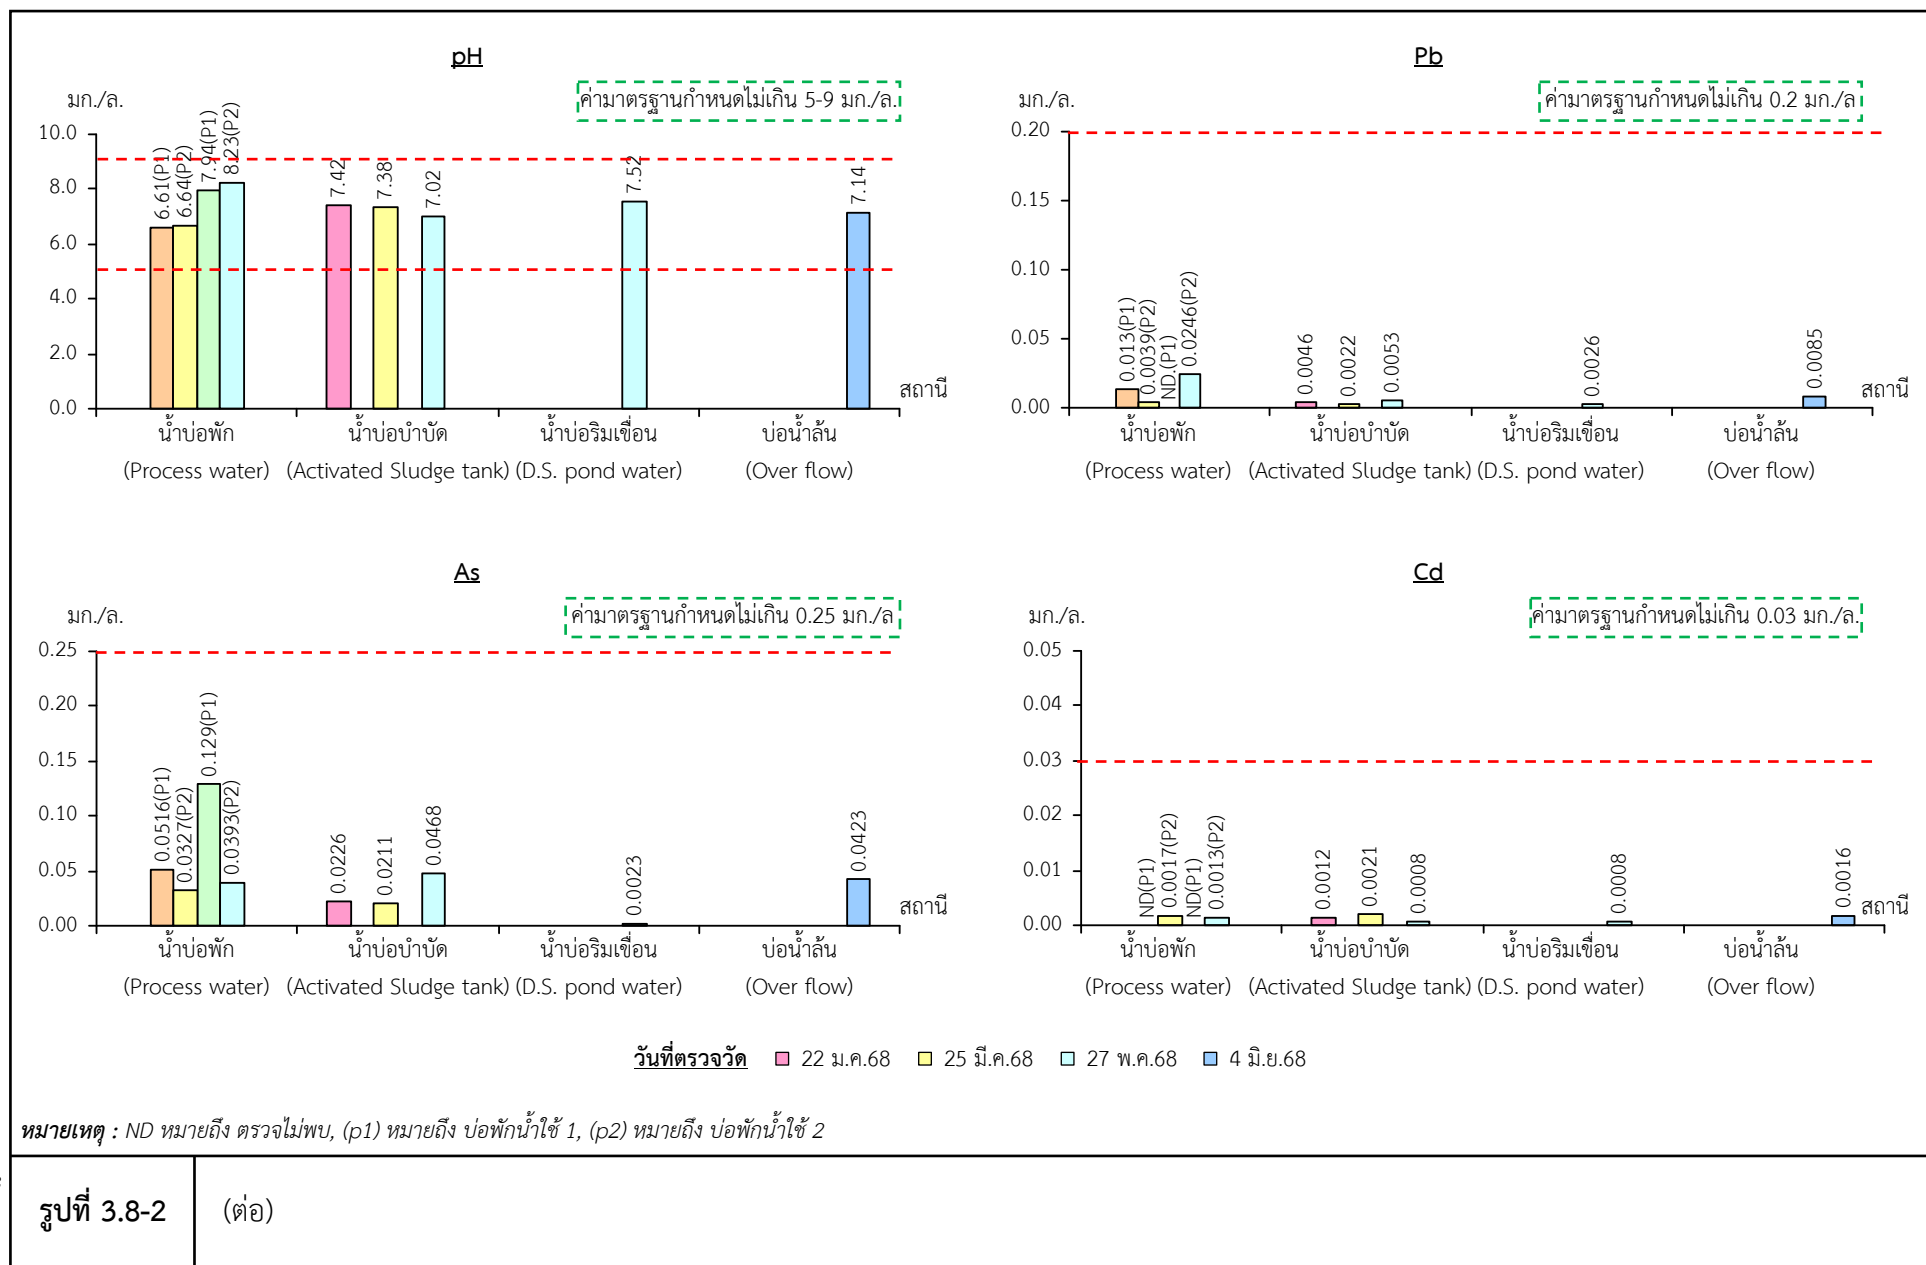 pH
มก./ล.
ค่ามาตรฐานกำหนดไม่เกิน 5-9 มก./ล.
10.0
8.0
6.0
4.0
2.0
0.0
6.61(P1)
6.64(P2)
7.94(P1)
8.23(P2)
7.42
7.38
7.02
7.52
7.14
สถานี
น้ำบ่อพัก น้ำบ่อบำบัด น้ำบ่อริมเขื่อน บ่อน้ำล้น
(Process water) (Activated Sludge tank) (D.S. pond water) (Over flow)
Pb
มก./ล.
ค่ามาตรฐานกำหนดไม่เกิน 0.2 มก./ล
0.20
0.15
0.10
0.05
0.00
0.013(P1)
0.0039(P2)
ND.(P1)
0.0246(P2)
0.0046
0.0022
0.0053
0.0026
0.0085
สถานี
น้ำบ่อพัก น้ำบ่อบำบัด น้ำบ่อริมเขื่อน บ่อน้ำล้น
(Process water) (Activated Sludge tank) (D.S. pond water) (Over flow)
As
มก./ล.
ค่ามาตรฐานกำหนดไม่เกิน 0.25 มก./ล
0.25
0.20
0.15
0.10
0.05
0.00
0.0516(P1)
0.0327(P2)
0.129(P1)
0.0393(P2)
0.0226
0.0211
0.0468
0.0023
0.0423
สถานี
น้ำบ่อพัก น้ำบ่อบำบัด น้ำบ่อริมเขื่อน บ่อน้ำล้น
(Process water) (Activated Sludge tank) (D.S. pond water) (Over flow)
Cd
มก./ล.
ค่ามาตรฐานกำหนดไม่เกิน 0.03 มก./ล.
0.05
0.04
0.03
0.02
0.01
0.00
ND(P1)
0.0017(P2)
ND(P1)
0.0013(P2)
0.0012
0.0021
0.0008
0.0008
0.0016
สถานี
น้ำบ่อพัก น้ำบ่อบำบัด น้ำบ่อริมเขื่อน บ่อน้ำล้น
(Process water) (Activated Sludge tank) (D.S. pond water) (Over flow)
วันที่ตรวจวัด 22 ม.ค.68 25 มี.ค.68 27 พ.ค.68 4 มิ.ย.68
หมายเหตุ : ND หมายถึง ตรวจไม่พบ, (p1) หมายถึง บ่อพักน้ำใช้ 1, (p2) หมายถึง บ่อพักน้ำใช้ 2
รูปที่ 3.8-2 (ต่อ)